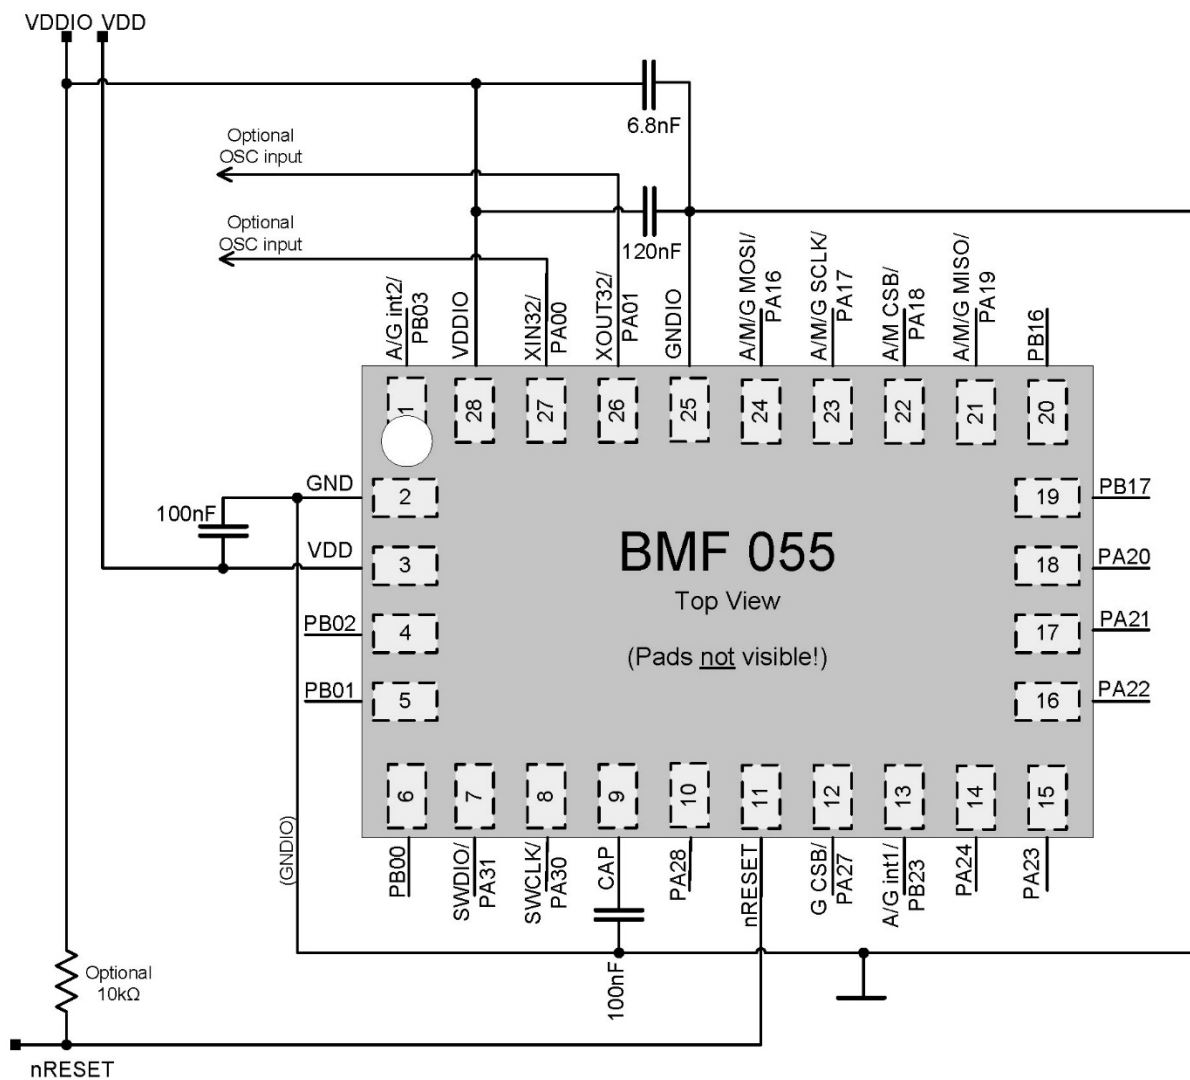 VDDIO VDD
6.8nF
Optional
OSC input
Optional
OSC input
120nF
A/G int2/
PB03
VDDIO
XIN32/
PA00
XOUT32/
PA01
GNDIO
A/M/G MOSI/
PA16
A/M/G SCLK/
PA17
A/M CSB/
PA18
A/M/G MISO/
PA19
PB16
1
28
27
26
25
24
23
22
21
20
GND
2
19
PB17
100nF
VDD
3
18
PA20
PB02
4
17
PA21
PB01
5
16
PA22
BMF 055
Top View
(Pads not visible!)
6
7
8
9
10
11
12
13
14
15
(GNDIO)
PB00
SWDIO/
PA31
SWCLK/
PA30
CAP
PA28
nRESET
G CSB/
PA27
A/G int1/
PB23
PA24
PA23
100nF
Optional
10kΩ
nRESET